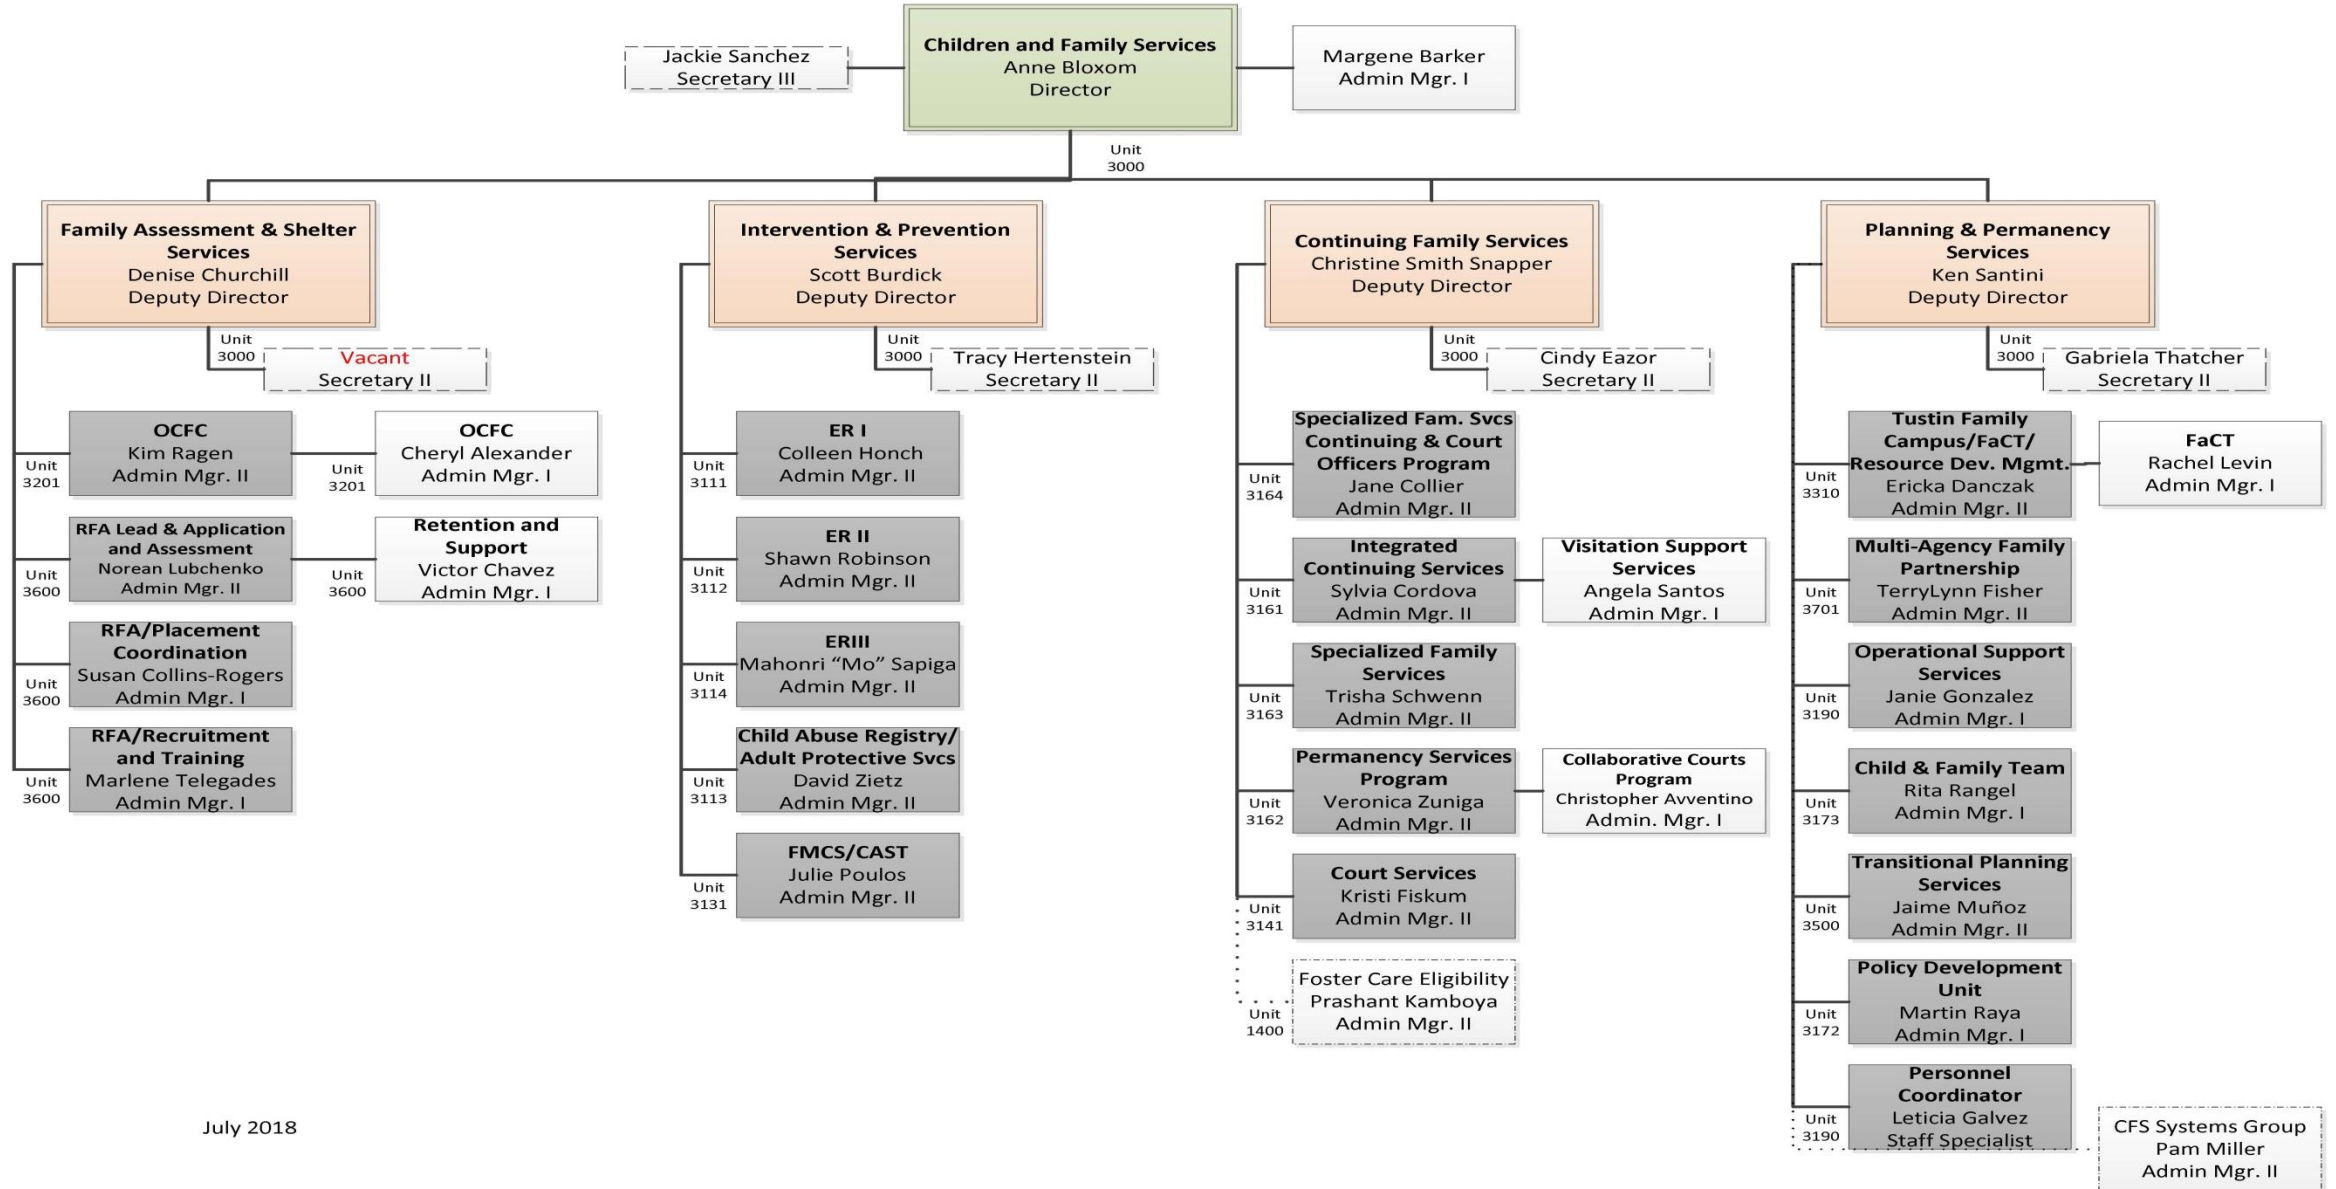 Children and Family Services
Anne Bloxom
Director
Jackie Sanchez
Secretary III
Margene Barker
Admin Mgr. I
Unit
3000
Family Assessment & Shelter
Services
Denise Churchill
Deputy Director
Unit
3000
Vacant
Secretary II
OCFC
Kim Ragen
Admin Mgr. II
Unit
3201
OCFC
Cheryl Alexander
Admin Mgr. I
Unit
3201
RFA Lead & Application
and Assessment
Norean Lubchenko
Admin Mgr. II
Unit
3600
Retention and
Support
Victor Chavez
Admin Mgr. I
Unit
3600
RFA/Placement
Coordination
Susan Collins-Rogers
Admin Mgr. I
Unit
3600
RFA/Recruitment
and Training
Marlene Telegades
Admin Mgr. I
Unit
3600
Intervention & Prevention
Services
Scott Burdick
Deputy Director
Unit
3000
Tracy Hertenstein
Secretary II
ER I
Colleen Honch
Admin Mgr. II
Unit
3111
ER II
Shawn Robinson
Admin Mgr. II
Unit
3112
ERIII
Mahonri “Mo” Sapiga
Admin Mgr. II
Unit
3114
Child Abuse Registry/
Adult Protective Svcs
David Zietz
Admin Mgr. II
Unit
3113
FMCS/CAST
Julie Poulos
Admin Mgr. II
Unit
3131
Continuing Family Services
Christine Smith Snapper
Deputy Director
Unit
3000
Cindy Eazor
Secretary II
Specialized Fam. Svcs
Continuing & Court
Officers Program
Jane Collier
Admin Mgr. II
Unit
3164
Integrated
Continuing Services
Sylvia Cordova
Admin Mgr. II
Unit
3161
Visitation Support
Services
Angela Santos
Admin Mgr. I
Specialized Family
Services
Trisha Schwenn
Admin Mgr. II
Unit
3163
Permanency Services
Program
Veronica Zuniga
Admin Mgr. II
Unit
3162
Collaborative Courts
Program
Christopher Avventino
Admin. Mgr. I
Court Services
Kristi Fiskum
Admin Mgr. II
Unit
3141
Foster Care Eligibility
Prashant Kamboya
Admin Mgr. II
Unit
1400
Planning & Permanency
Services
Ken Santini
Deputy Director
Unit
3000
Gabriela Thatcher
Secretary II
Tustin Family
Campus/FaCT/
Resource Dev. Mgmt.
Ericka Danczak
Admin Mgr. II
Unit
3310
FaCT
Rachel Levin
Admin Mgr. I
Multi-Agency Family
Partnership
TerryLynn Fisher
Admin Mgr. II
Unit
3701
Operational Support
Services
Janie Gonzalez
Admin Mgr. I
Unit
3190
Child & Family Team
Rita Rangel
Admin Mgr. I
Unit
3173
Transitional Planning
Services
Jaime Muñoz
Admin Mgr. II
Unit
3500
Policy Development
Unit
Martin Raya
Admin Mgr. I
Unit
3172
Personnel
Coordinator
Leticia Galvez
Staff Specialist
Unit
3190
CFS Systems Group
Pam Miller
Admin Mgr. II
July 2018